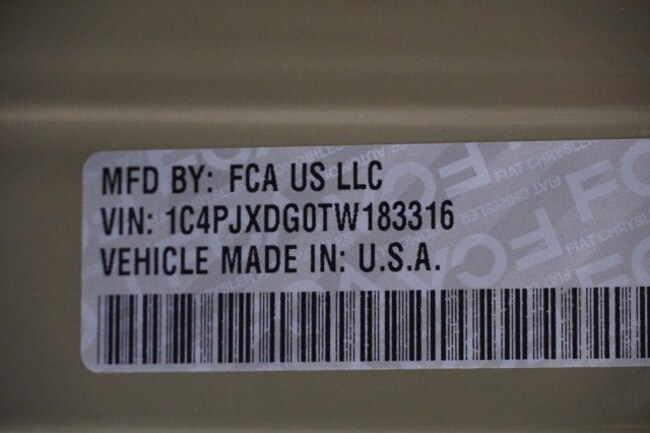 MFD BY: FCA US LLC
VIN: 1C4PJXDG0TW183316
VEHICLE MADE IN: U.S.A.